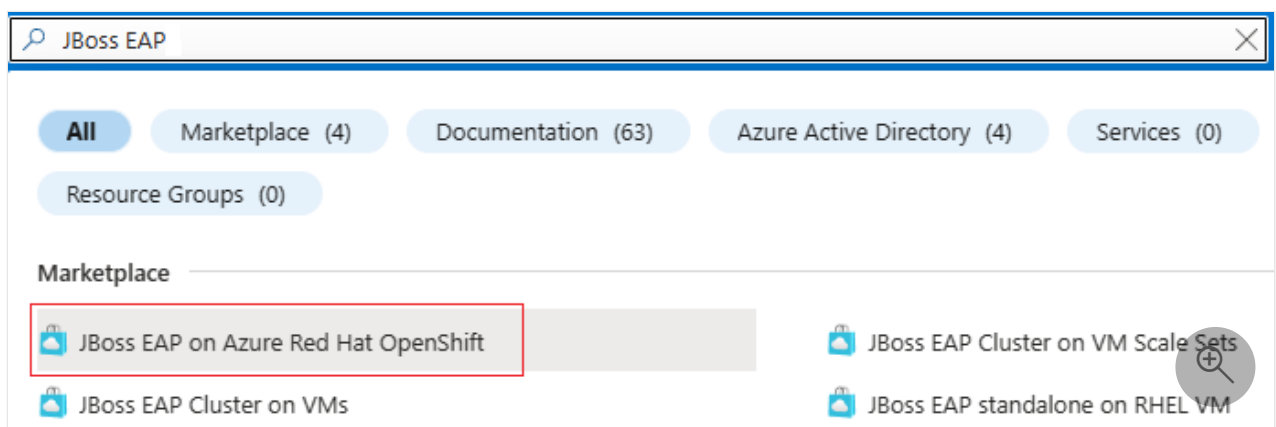 JBoss EAP
All Marketplace (4) Documentation (63) Azure Active Directory (4) Services (0)
Resource Groups (0)
Marketplace
JBoss EAP on Azure Red Hat OpenShift JBoss EAP Cluster on VM Scale Sets
JBoss EAP Cluster on VMs JBoss EAP standalone on RHEL VM